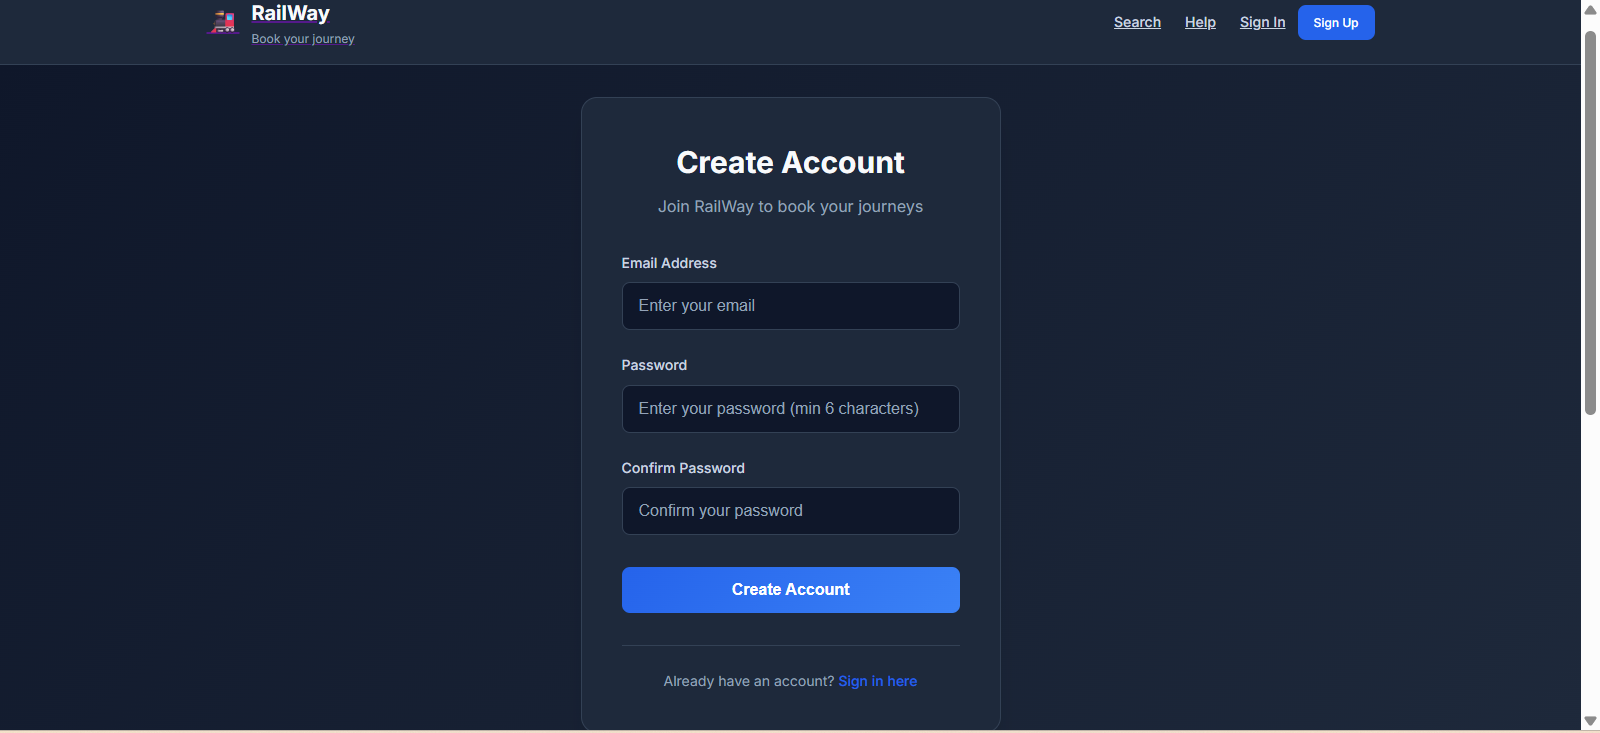 RailWay
Book your journey
Search
Help
Sign In
Sign Up
Create Account
Join RailWay to book your journeys
Email Address
Enter your email
Password
Enter your password (min 6 characters)
Confirm Password
Confirm your password
Create Account
Already have an account? Sign in here